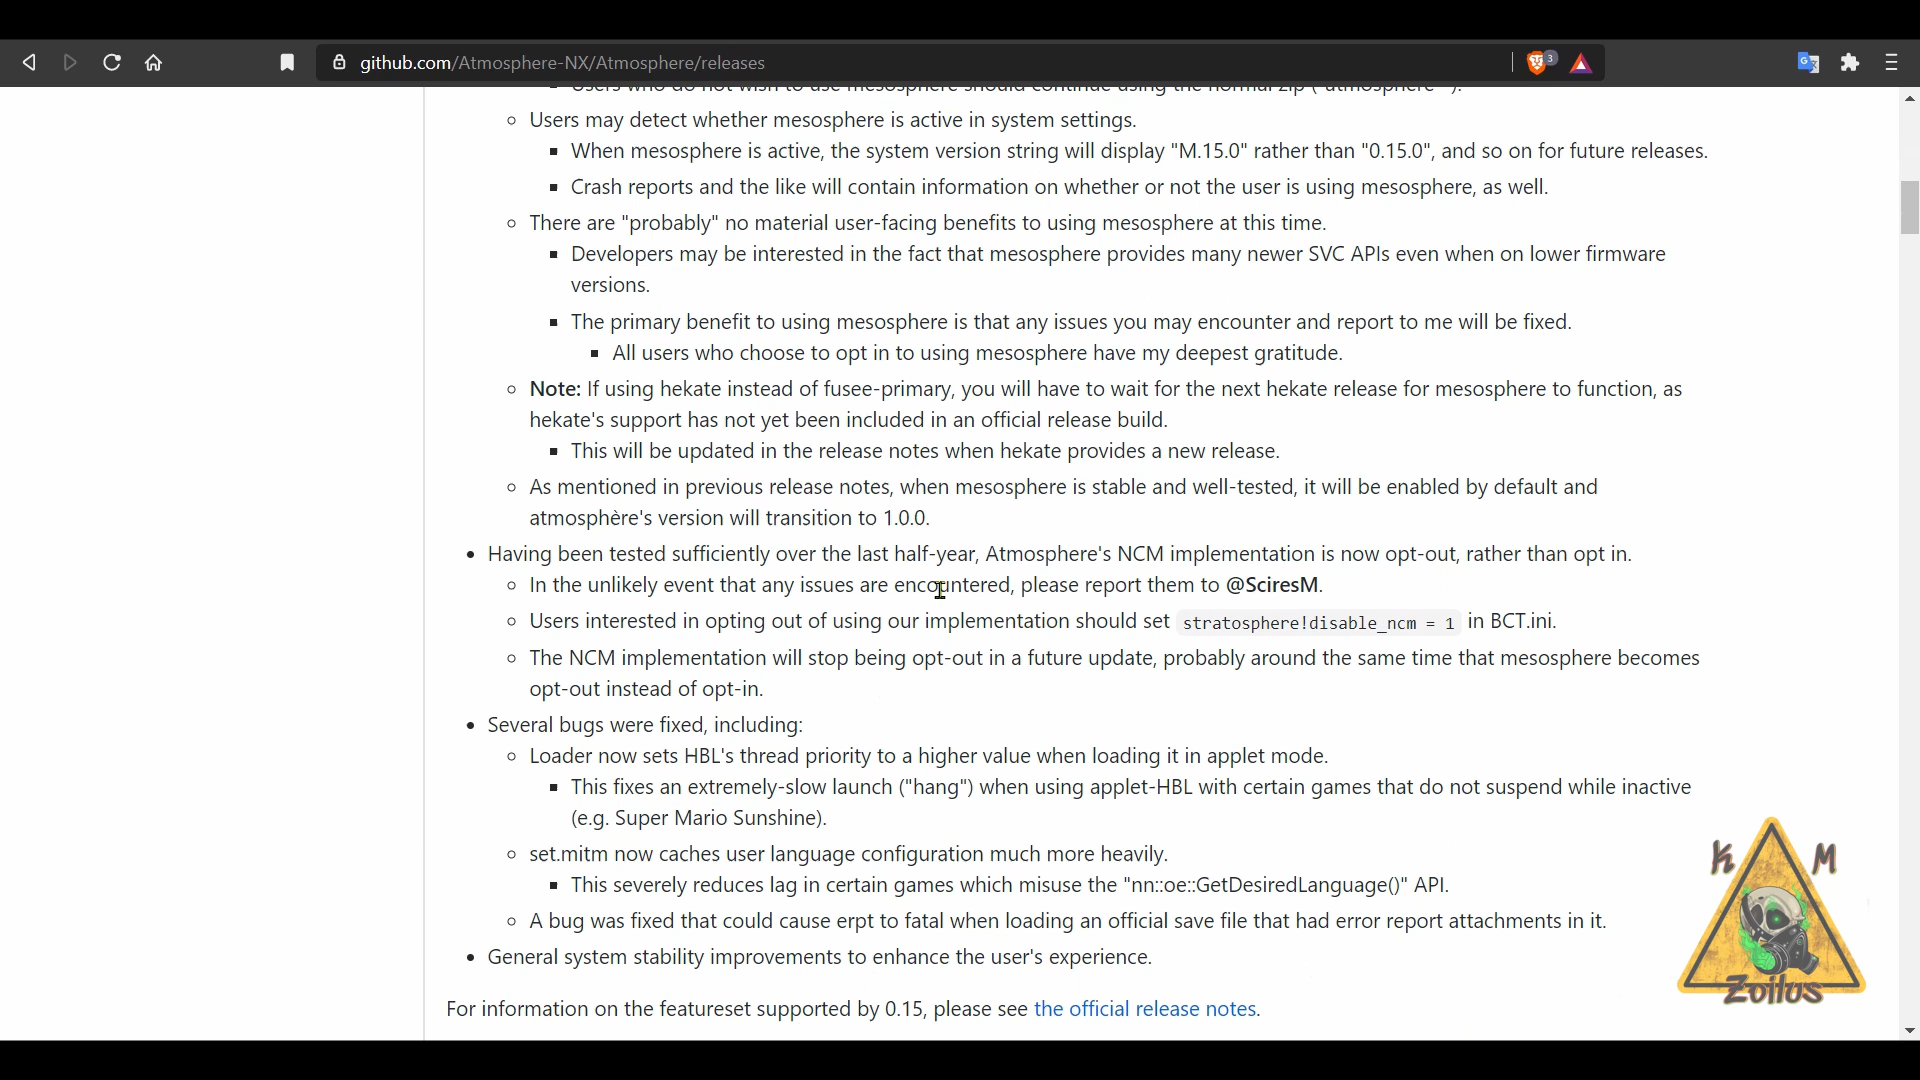 github.com/Atmosphere-NX/Atmosphere/releases
3
Users who do not wish to use mesosphere should continue using the normal zip ("atmosphere-").
Users may detect whether mesosphere is active in system settings.
When mesosphere is active, the system version string will display "M.15.0" rather than "0.15.0", and so on for future releases.
Crash reports and the like will contain information on whether or not the user is using mesosphere, as well.
There are "probably" no material user-facing benefits to using mesosphere at this time.
Developers may be interested in the fact that mesosphere provides many newer SVC APIs even when on lower firmware
versions.
The primary benefit to using mesosphere is that any issues you may encounter and report to me will be fixed.
All users who choose to opt in to using mesosphere have my deepest gratitude.
Note: If using hekate instead of fusee-primary, you will have to wait for the next hekate release for mesosphere to function, as
hekate's support has not yet been included in an official release build.
This will be updated in the release notes when hekate provides a new release.
As mentioned in previous release notes, when mesosphere is stable and well-tested, it will be enabled by default and
atmosphère's version will transition to 1.0.0.
Having been tested sufficiently over the last half-year, Atmosphere's NCM implementation is now opt-out, rather than opt in.
In the unlikely event that any issues are encountered, please report them to @SciresM.
Users interested in opting out of using our implementation should set stratosphere!disable_ncm = 1 in BCT.ini.
The NCM implementation will stop being opt-out in a future update, probably around the same time that mesosphere becomes
opt-out instead of opt-in.
Several bugs were fixed, including:
Loader now sets HBL's thread priority to a higher value when loading it in applet mode.
This fixes an extremely-slow launch ("hang") when using applet-HBL with certain games that do not suspend while inactive
(e.g. Super Mario Sunshine).
set.mitm now caches user language configuration much more heavily.
This severely reduces lag in certain games which misuse the "nn::oe::GetDesiredLanguage()" API.
A bug was fixed that could cause erpt to fatal when loading an official save file that had error report attachments in it.
General system stability improvements to enhance the user's experience.
For information on the featureset supported by 0.15, please see the official release notes.
K M
Zoilus